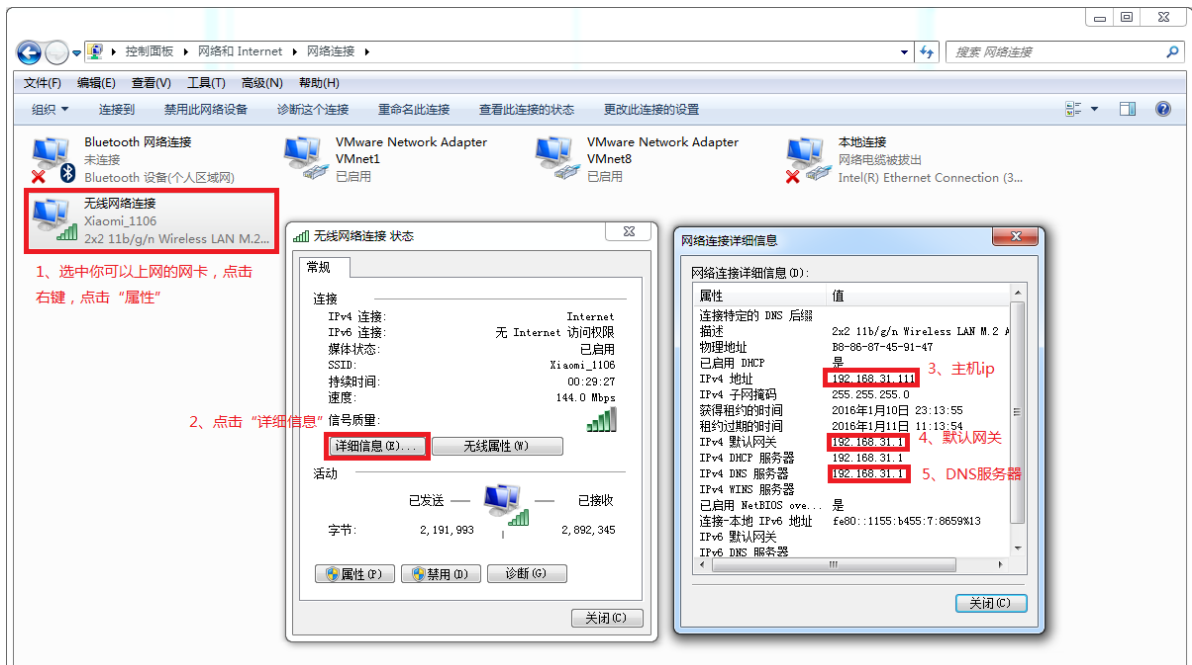 控制面板 ▸ 网络和 Internet ▸ 网络连接 ▸
搜索 网络连接
文件(F) 编辑(E) 查看(V) 工具(T) 高级(N) 帮助(H)
组织 连接到 禁用此网络设备 诊断这个连接 重命名此连接 查看此连接的状态 更改此连接的设置
Bluetooth 网络连接
未连接
Bluetooth 设备(个人区域网)
VMware Network Adapter
VMnet1
已启用
VMware Network Adapter
VMnet8
已启用
本地连接
网络电缆被拔出
Intel(R) Ethernet Connection (3...
无线网络连接
Xiaomi_1106
2x2 11b/g/n Wireless LAN M.2...
1、选中你可以上网的网卡，点击
右键，点击“属性”
无线网络连接 状态
常规
连接
IPv4 连接: Internet
IPv6 连接: 无 Internet 访问权限
媒体状态: 已启用
SSID: Xiaomi_1106
持续时间: 00:29:27
速度: 144.0 Mbps
2、点击“详细信息”
信号质量:
详细信息(E)... 无线属性(W)
活动
已发送 — — 已接收
字节: 2,191,993 | 2,892,345
属性(P) 禁用(D) 诊断(G)
关闭(C)
网络连接详细信息
网络连接详细信息(D):
属性 值
连接特定的 DNS 后缀
描述 2x2 11b/g/n Wireless LAN M.2 A
物理地址 B8-86-87-45-91-47
已启用 DHCP 是
IPv4 地址 192.168.31.111
3、主机ip
IPv4 子网掩码 255.255.255.0
获得租约的时间 2016年1月10日 23:13:55
租约过期的时间 2016年1月11日 11:13:54
IPv4 默认网关 192.168.31.1
4、默认网关
IPv4 DHCP 服务器 192.168.31.1
IPv4 DNS 服务器 192.168.31.1
5、DNS服务器
IPv4 WINS 服务器
已启用 NetBIOS ove... 是
连接-本地 IPv6 地址 fe80::1155:b455:7:8659%13
IPv6 默认网关
IPv6 DNS 服务器
关闭(C)